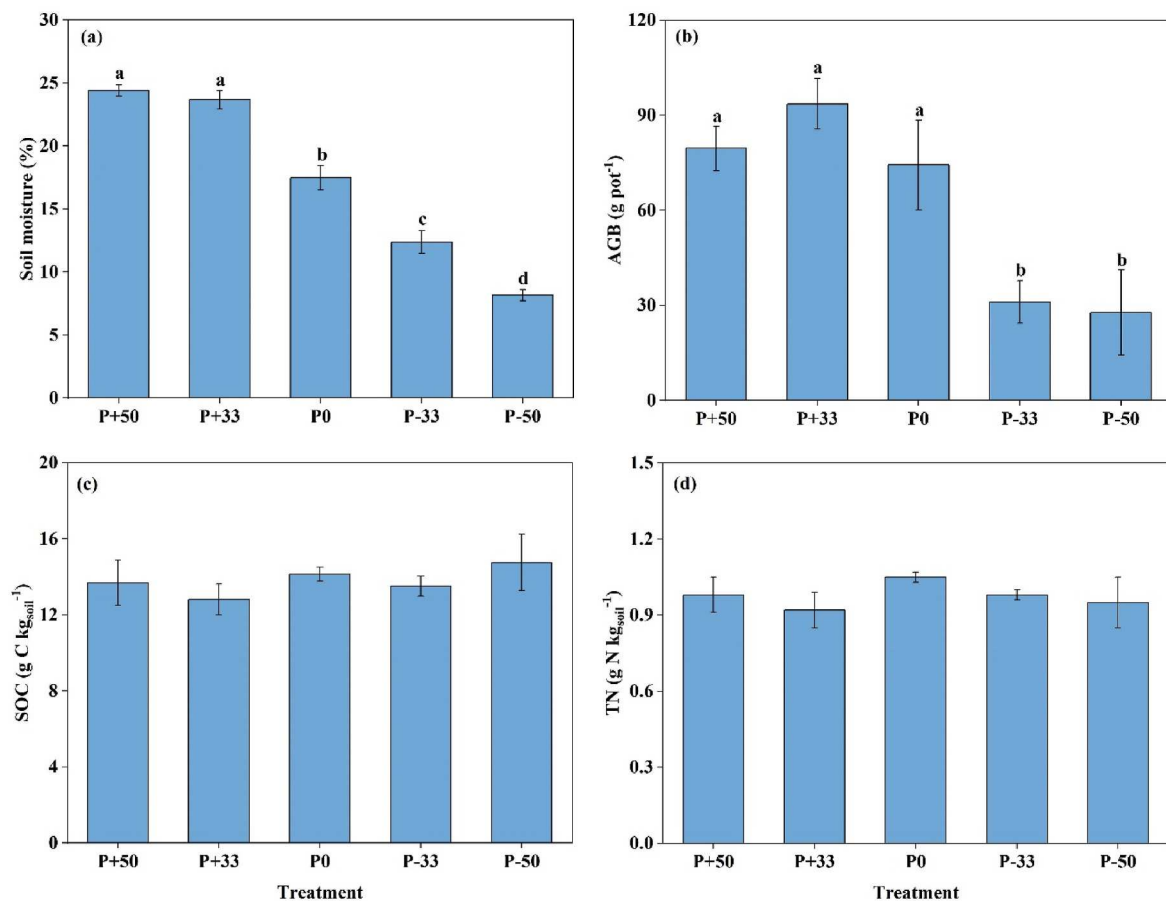 (a)
30
25
20
15
10
5
0
Soil moisture (%)
a
a
b
c
d
P+50
P+33
P0
P-33
P-50
(b)
120
90
60
30
0
AGB (g pot⁻¹)
a
a
a
b
b
P+50
P+33
P0
P-33
P-50
(c)
20
16
12
8
4
0
SOC (g C kgsoil⁻¹)
P+50
P+33
P0
P-33
P-50
Treatment
(d)
1.5
1.2
0.9
0.6
0.3
0.0
TN (g N kgsoil⁻¹)
P+50
P+33
P0
P-33
P-50
Treatment